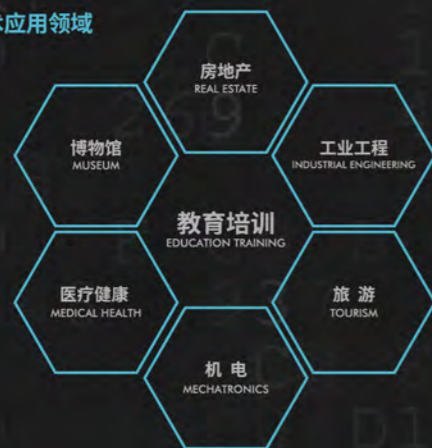 术应用领域
房地产
REAL ESTATE
博物馆
MUSEUM
工业工程
INDUSTRIAL ENGINEERING
教育培训
EDUCATION TRAINING
医疗健康
MEDICAL HEALTH
旅 游
TOURISM
机 电
MECHATRONICS